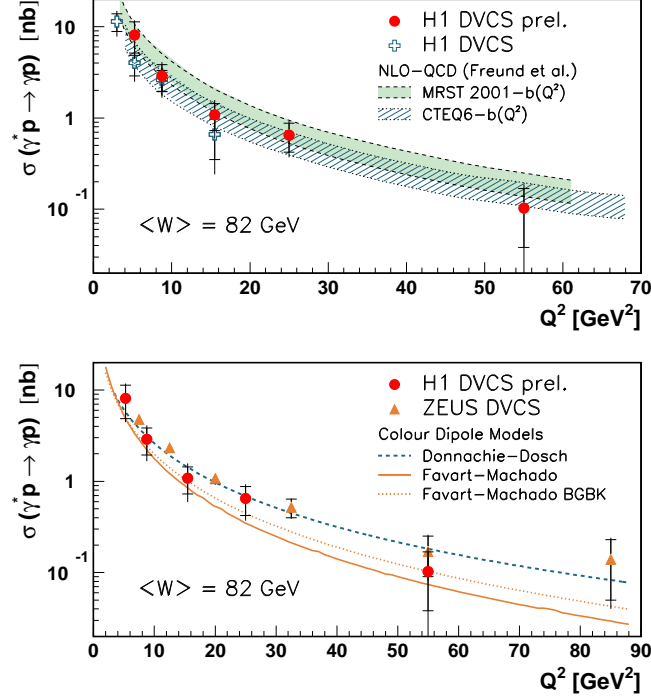 σ (γ* p → γp) [nb]
10
1
10 -1
H1 DVCS prel.
H1 DVCS
NLO-QCD (Freund et al.)
MRST 2001-b(Q²)
CTEQ6-b(Q²)
<W> = 82 GeV
0 10 20 30 40 50 60 70
Q² [GeV²]
σ (γ* p → γp) [nb]
10
1
10 -1
H1 DVCS prel.
ZEUS DVCS
Colour Dipole Models
Donnachie-Dosch
Favart-Machado
Favart-Machado BGBK
<W> = 82 GeV
0 10 20 30 40 50 60 70 80 90
Q² [GeV²]